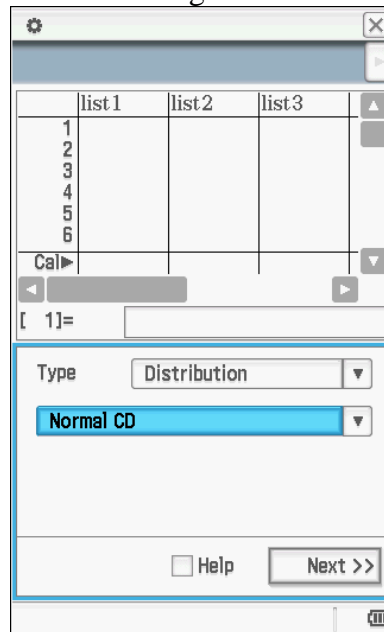 list1 list2 list3
1
2
3
4
5
6
Cal▶
[ 1]=
Type Distribution
Normal CD
Help Next >>